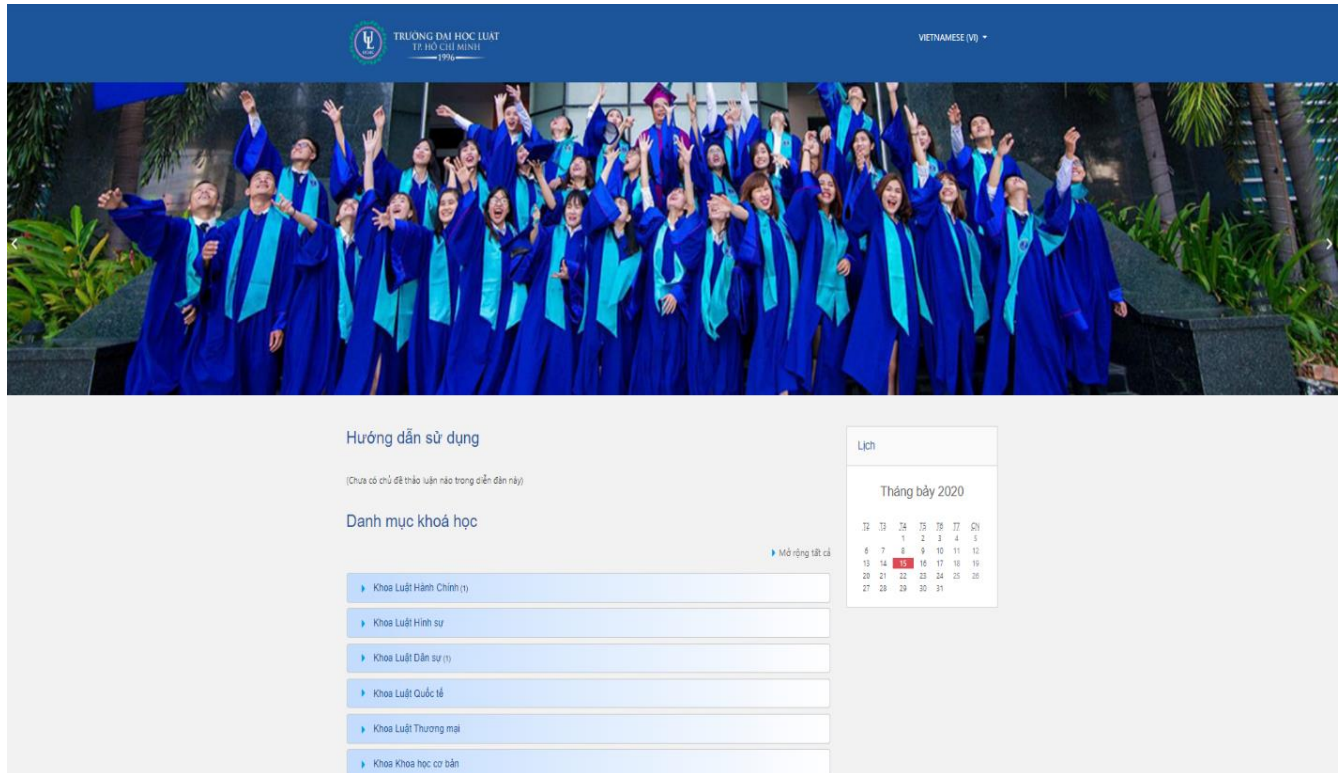 TRƯỜNG ĐẠI HỌC LUẬT
TP. HỒ CHÍ MINH
1996
VIETNAMESE (VI)
Hướng dẫn sử dụng
(Chưa có chủ đề thảo luận nào trong diễn đàn này)
Danh mục khoá học
Mở rộng tất cả
Khoa Luật Hành Chính (1)
Khoa Luật Hình sự
Khoa Luật Dân sự (1)
Khoa Luật Quốc tế
Khoa Luật Thương mại
Khoa Khoa học cơ bản
Lịch
Tháng bảy 2020
T2 T3 T4 T5 T6 T7 CN
1 2 3 4 5
6 7 8 9 10 11 12
13 14 15 16 17 18 19
20 21 22 23 24 25 26
27 28 29 30 31